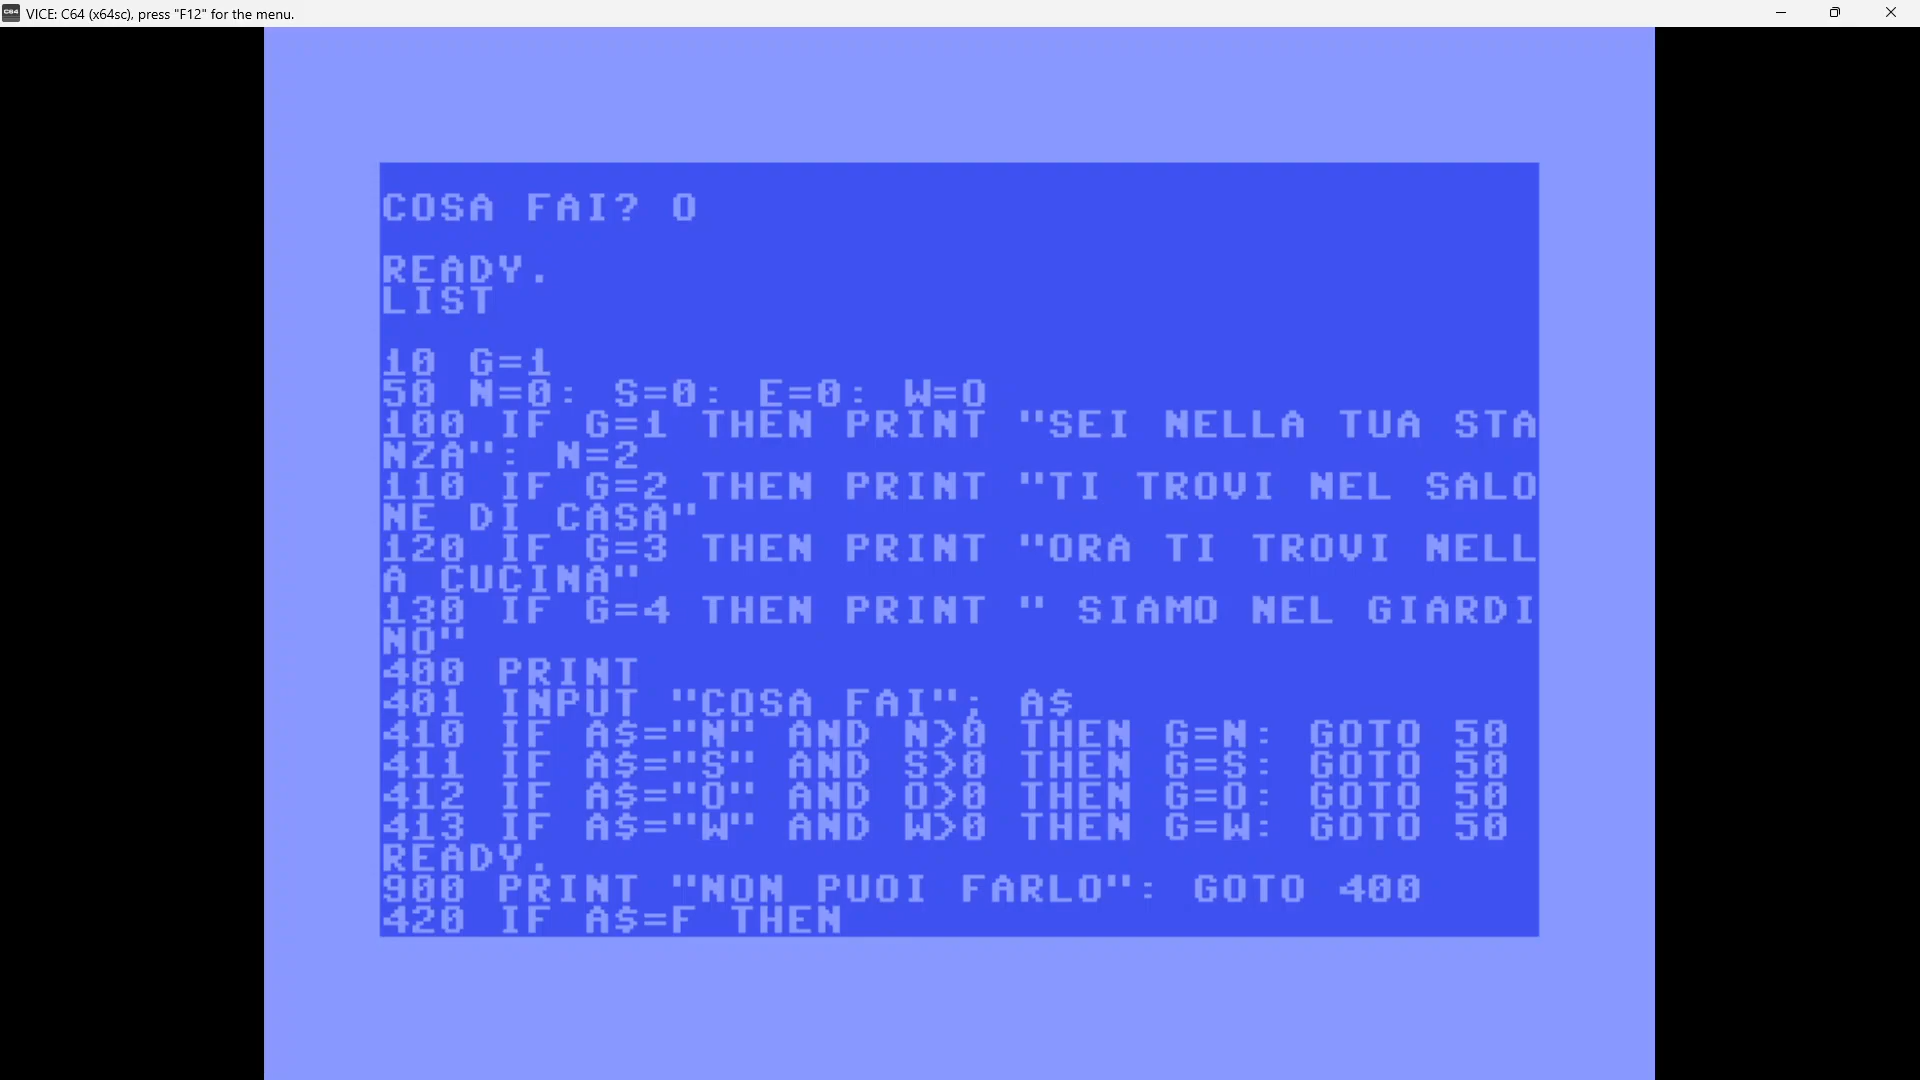 VICE: C64 (x64sc), press "F12" for the menu.
COSA FAI? O
READY.
LIST
10 G=1
50 N=0: S=0: E=0: W=O
100 IF G=1 THEN PRINT "SEI NELLA TUA STA
NZA": N=2
110 IF G=2 THEN PRINT "TI TROVI NEL SALO
NE DI CASA"
120 IF G=3 THEN PRINT "ORA TI TROVI NELL
A CUCINA"
130 IF G=4 THEN PRINT " SIAMO NEL GIARDI
NO"
400 PRINT
401 INPUT "COSA FAI"; A$
410 IF A$="N" AND N>0 THEN G=N: GOTO 50
411 IF A$="S" AND S>0 THEN G=S: GOTO 50
412 IF A$="O" AND O>0 THEN G=O: GOTO 50
413 IF A$="W" AND W>0 THEN G=W: GOTO 50
READY.
900 PRINT "NON PUOI FARLO": GOTO 400
420 IF A$=F THEN